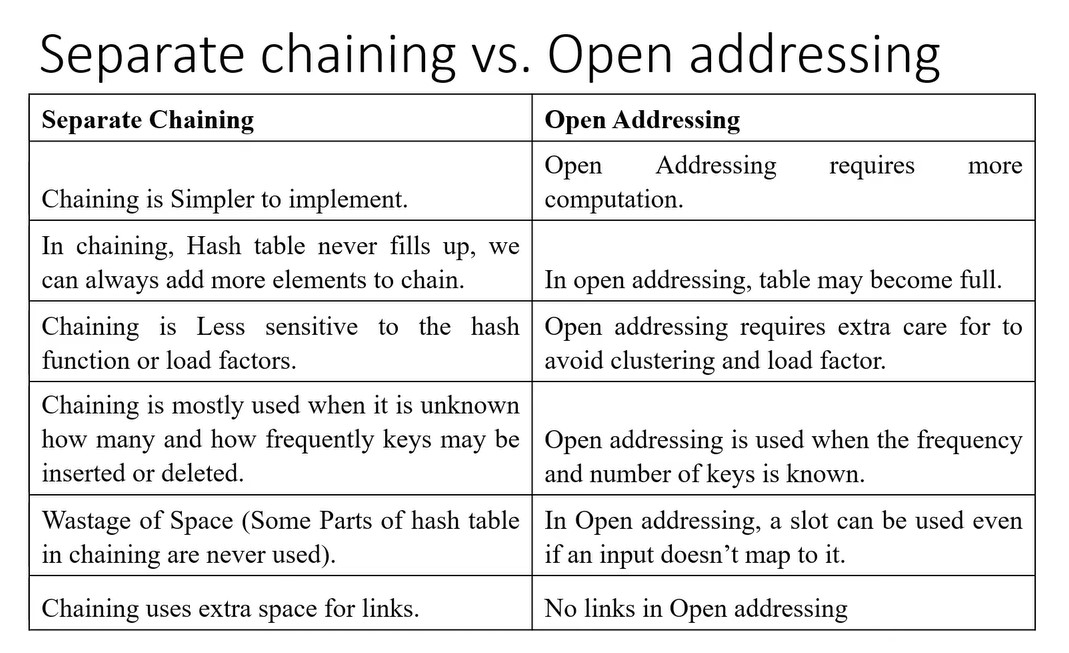 Separate chaining vs. Open addressing
Separate Chaining
Open Addressing
Chaining is Simpler to implement.
Open Addressing requires more
computation.
In chaining, Hash table never fills up, we
can always add more elements to chain.
In open addressing, table may become full.
Chaining is Less sensitive to the hash
function or load factors.
Open addressing requires extra care for to
avoid clustering and load factor.
Chaining is mostly used when it is unknown
how many and how frequently keys may be
inserted or deleted.
Open addressing is used when the frequency
and number of keys is known.
Wastage of Space (Some Parts of hash table
in chaining are never used).
In Open addressing, a slot can be used even
if an input doesn’t map to it.
Chaining uses extra space for links.
No links in Open addressing